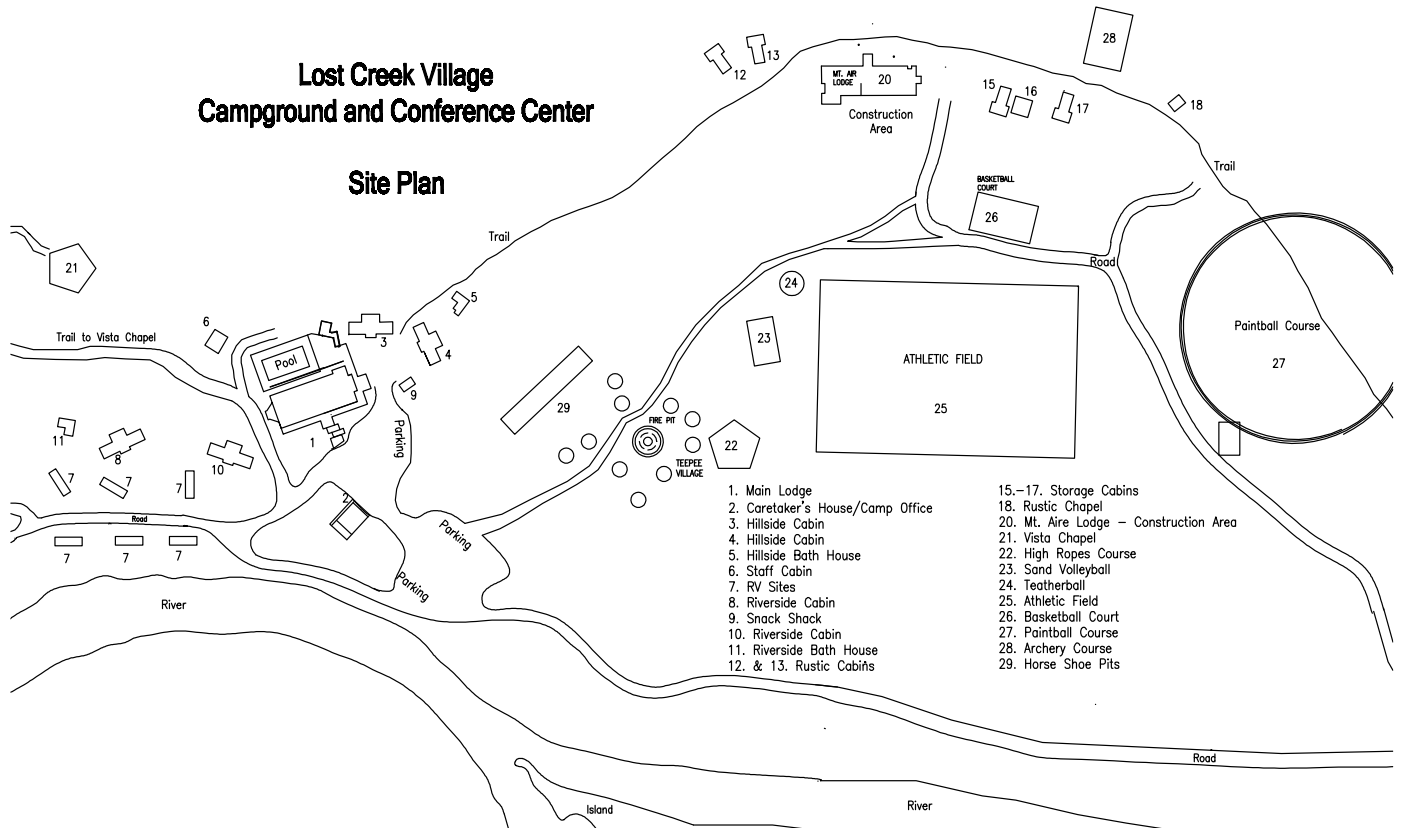 Lost Creek Village
Campground and Conference Center
Site Plan
28
13
12
MT. AIR
LODGE
20
Construction
Area
15
16
17
18
Trail
BASKETBALL
COURT
26
Trail
21
Road
24
5
6
Trail to Vista Chapel
3
4
Pool
23
Paintball Course
ATHLETIC FIELD
27
9
29
25
FIRE PIT
Parking
11
8
10
1
22
TEEPEE
VILLAGE
7
7
7
2
Road
Parking
7
7
7
Parking
River
1. Main Lodge
2. Caretaker's House/Camp Office
3. Hillside Cabin
4. Hillside Cabin
5. Hillside Bath House
6. Staff Cabin
7. RV Sites
8. Riverside Cabin
9. Snack Shack
10. Riverside Cabin
11. Riverside Bath House
12. & 13. Rustic Cabins
15.-17. Storage Cabins
18. Rustic Chapel
20. Mt. Aire Lodge - Construction Area
21. Vista Chapel
22. High Ropes Course
23. Sand Volleyball
24. Teatherball
25. Athletic Field
26. Basketball Court
27. Paintball Course
28. Archery Course
29. Horse Shoe Pits
Road
Island
River